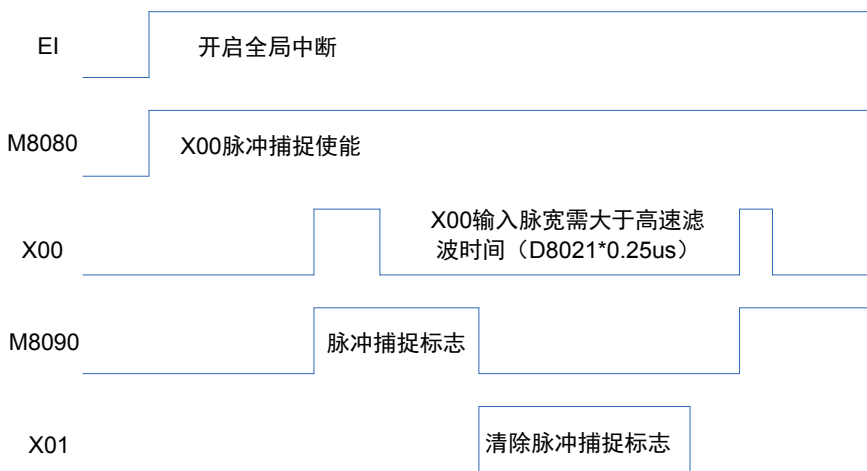 EI
开启全局中断
M8080
X00脉冲捕捉使能
X00
X00输入脉宽需大于高速滤
波时间（D8021*0.25us）
M8090
脉冲捕捉标志
X01
清除脉冲捕捉标志